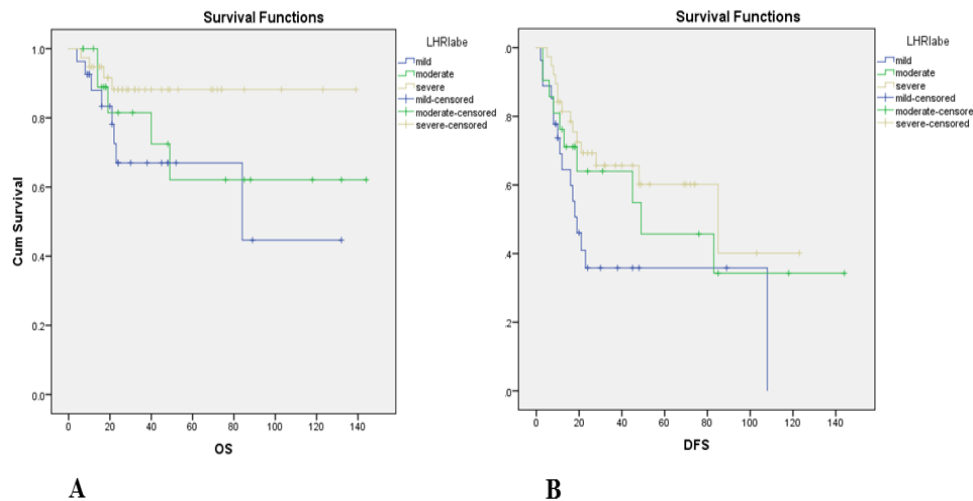 Survival Functions
Cum Survival
1.0
0.8
0.6
0.4
0.2
0.0
0 20 40 60 80 100 120 140
OS
LHRlabe
mild
moderate
severe
mild-censored
moderate-censore
severe-censored
A
Survival Functions
.0
.8
.6
.4
.2
.0
0 20 40 60 80 100 120 140
DFS
LHRlabe
mild
moderate
severe
mild-censored
moderate-censore
severe-censored
B